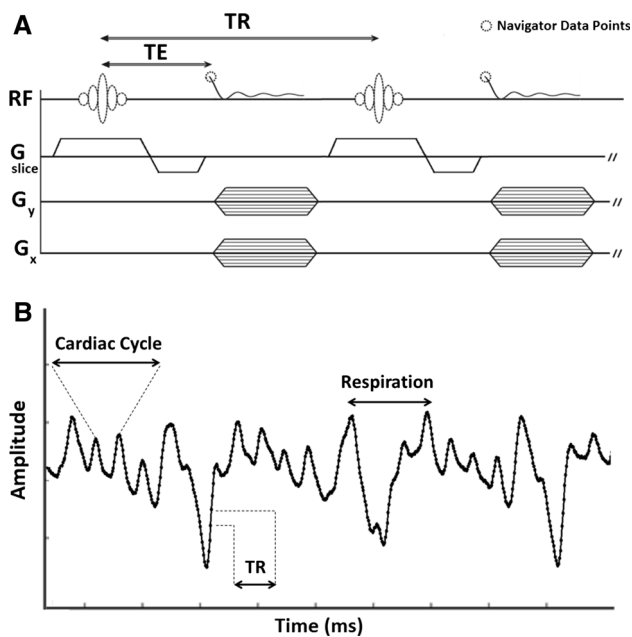 A
TR
Navigator Data Points
TE
RF
G slice
G y
G x
//
//
//
B
Cardiac Cycle
Respiration
Amplitude
TR
Time (ms)